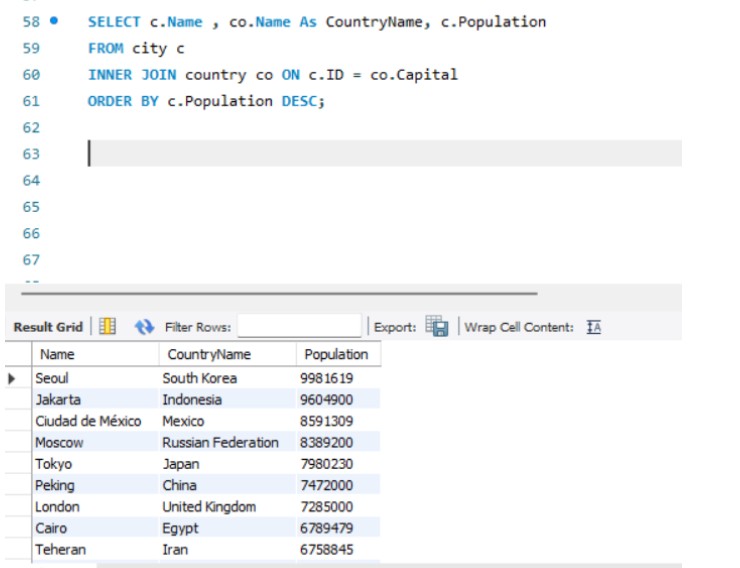 58 SELECT c.Name , co.Name As CountryName, c.Population
59 FROM city c
60 INNER JOIN country co ON c.ID = co.Capital
61 ORDER BY c.Population DESC;
62
63
64
65
66
67
Result Grid Filter Rows: Export: Wrap Cell Content: IA
Name CountryName Population
Seoul South Korea 9981619
Jakarta Indonesia 9604900
Ciudad de México Mexico 8591309
Moscow Russian Federation 8389200
Tokyo Japan 7980230
Peking China 7472000
London United Kingdom 7285000
Cairo Egypt 6789479
Teheran Iran 6758845